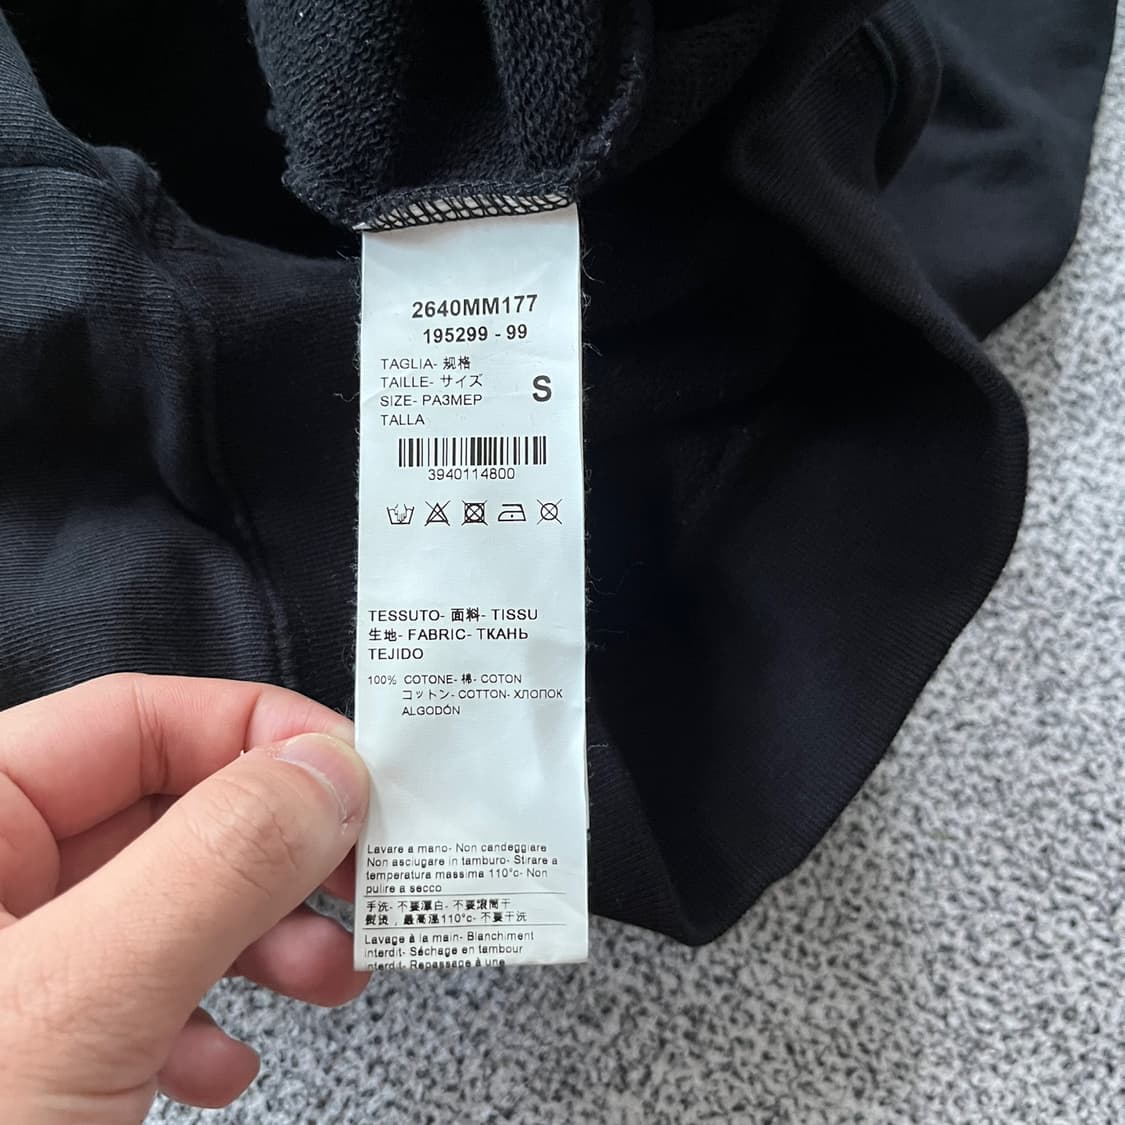 2640MM177
195299 - 99
TAGLIA- 规格
TAILLE- サイズ
SIZE- РАЗМЕР
TALLA
S
3940114800
TESSUTO- 面料- TISSU
生地- FABRIC- ТКАНЬ
TEJIDO
100% COTONE- 棉- COTON
コットン- COTTON- ХЛОПОК
ALGODÓN
Lavare a mano- Non candeggiare
Non asciugare in tamburo- Stirare a
temperatura massima 110°c- Non
pulire a secco
手洗- 不要漂白- 不要滚筒干
熨烫，最高温110°c- 不要干洗
Lavage à la main- Blanchiment
interdit- Séchage en tambour
interdit- Repassage à une